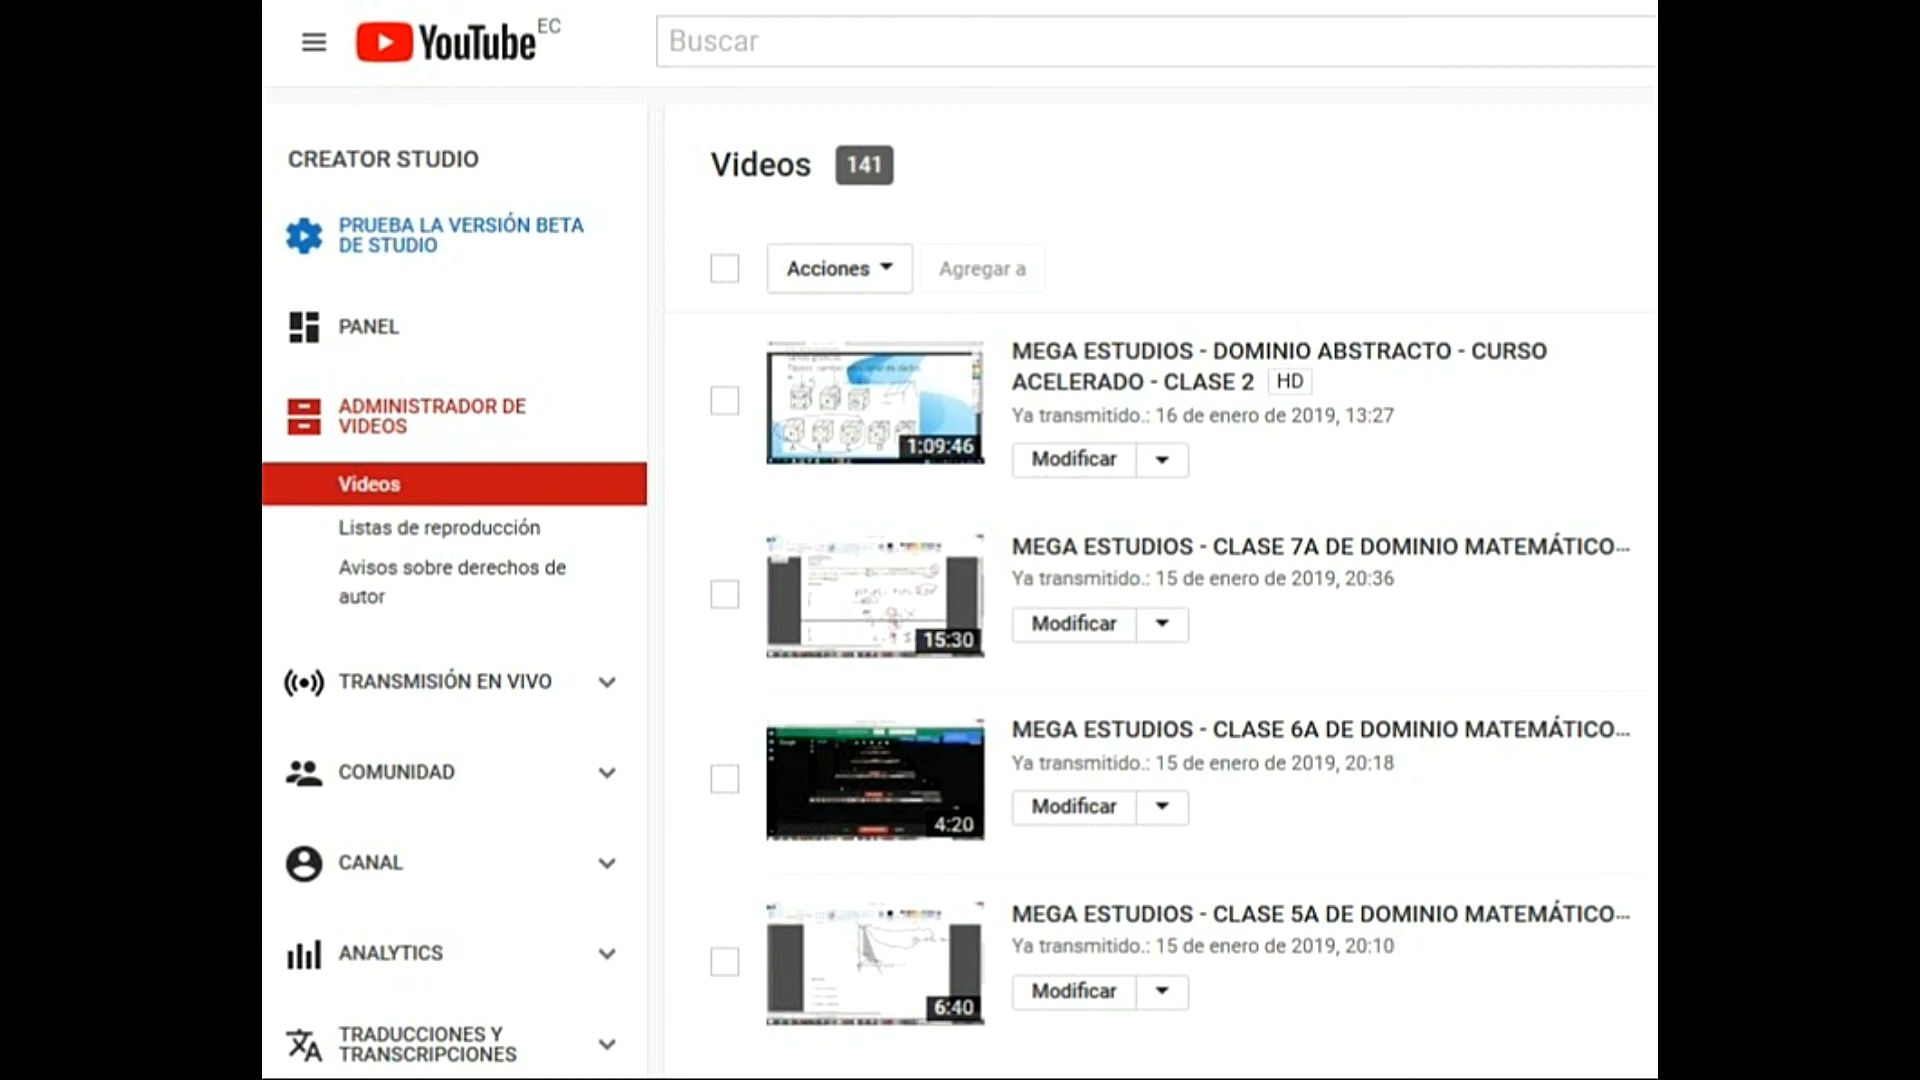 YouTube EC
Buscar
CREATOR STUDIO
PRUEBA LA VERSIÓN BETA
DE STUDIO
PANEL
ADMINISTRADOR DE
VIDEOS
Videos
Listas de reproducción
Avisos sobre derechos de
autor
TRANSMISIÓN EN VIVO
COMUNIDAD
CANAL
ANALYTICS
TRADUCCIONES Y
TRANSCRIPCIONES
Videos 141
Acciones Agregar a
MEGA ESTUDIOS - DOMINIO ABSTRACTO - CURSO
ACELERADO - CLASE 2 HD
Ya transmitido.: 16 de enero de 2019, 13:27
1:09:46
Modificar
MEGA ESTUDIOS - CLASE 7A DE DOMINIO MATEMÁTICO...
Ya transmitido.: 15 de enero de 2019, 20:36
15:30
Modificar
MEGA ESTUDIOS - CLASE 6A DE DOMINIO MATEMÁTICO...
Ya transmitido.: 15 de enero de 2019, 20:18
4:20
Modificar
MEGA ESTUDIOS - CLASE 5A DE DOMINIO MATEMÁTICO...
Ya transmitido.: 15 de enero de 2019, 20:10
6:40
Modificar